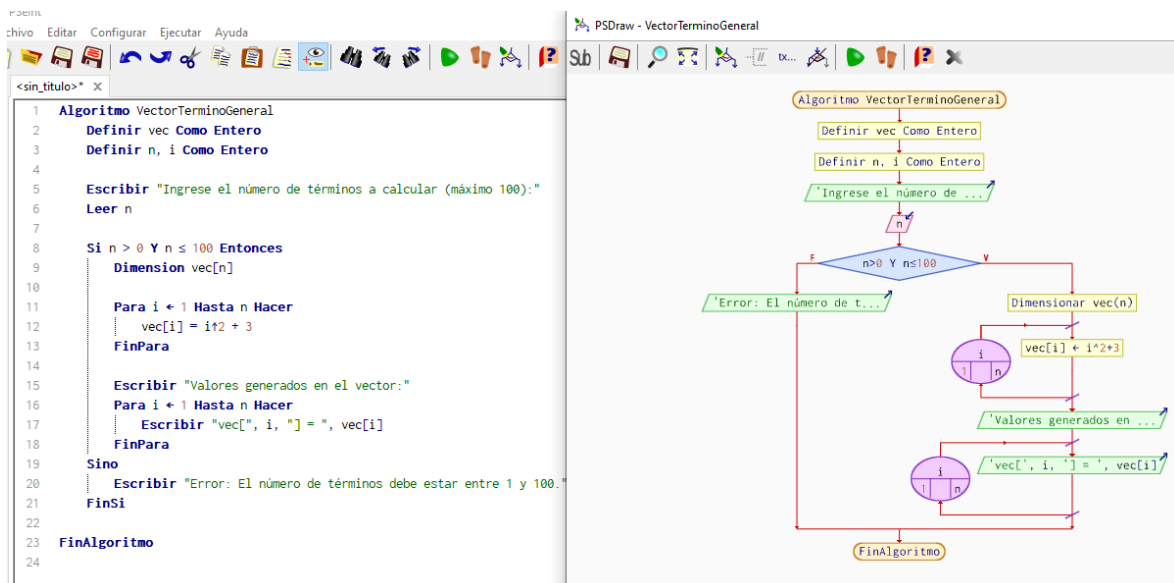 PSeInt
chivo Editar Configurar Ejecutar Ayuda
<sin_titulo>* X
1 Algoritmo VectorTerminoGeneral
2 Definir vec Como Entero
3 Definir n, i Como Entero
4
5 Escribir "Ingrese el número de términos a calcular (máximo 100):"
6 Leer n
7
8 Si n > 0 Y n ≤ 100 Entonces
9 Dimension vec[n]
10
11 Para i ← 1 Hasta n Hacer
12 vec[i] = i↑2 + 3
13 FinPara
14
15 Escribir "Valores generados en el vector:"
16 Para i ← 1 Hasta n Hacer
17 Escribir "vec[", i, "] = ", vec[i]
18 FinPara
19 Sino
20 Escribir "Error: El número de términos debe estar entre 1 y 100."
21 FinSi
22
23 FinAlgoritmo
24
PSDraw - VectorTerminoGeneral
Sub tx...
Algoritmo VectorTerminoGeneral
Definir vec Como Entero
Definir n, i Como Entero
'Ingrese el número de ...
n
F n>0 Y n≤100 V
'Error: El número de t...
Dimensionar vec(n)
vec[i] ← i^2+3
i
1 n
'Valores generados en ...
'vec[', i, '] = ', vec[i]
i
1 n
FinAlgoritmo